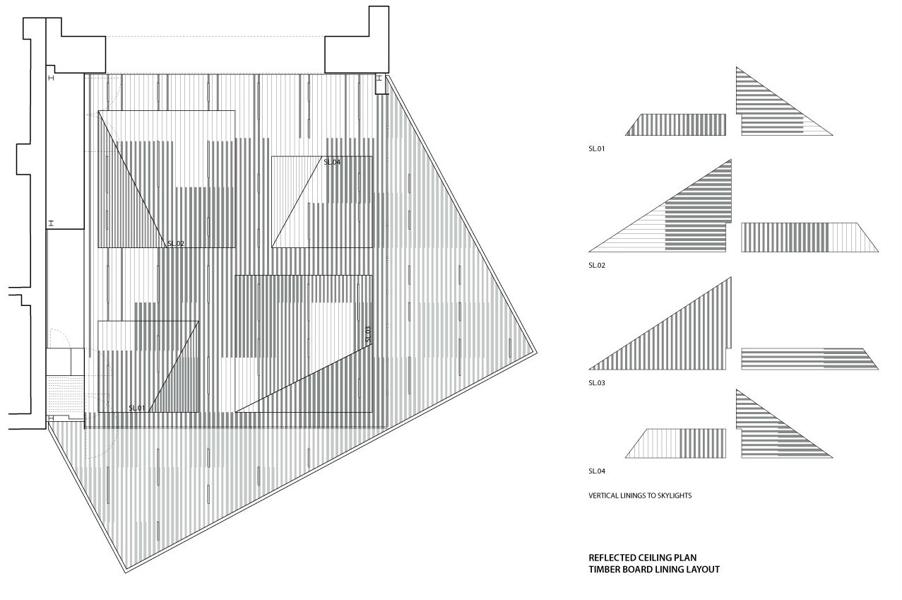 SL.04
SL.02
SL.03
SL.01
SL.01
SL.02
SL.03
SL.04
VERTICAL LININGS TO SKYLIGHTS
REFLECTED CEILING PLAN
TIMBER BOARD LINING LAYOUT